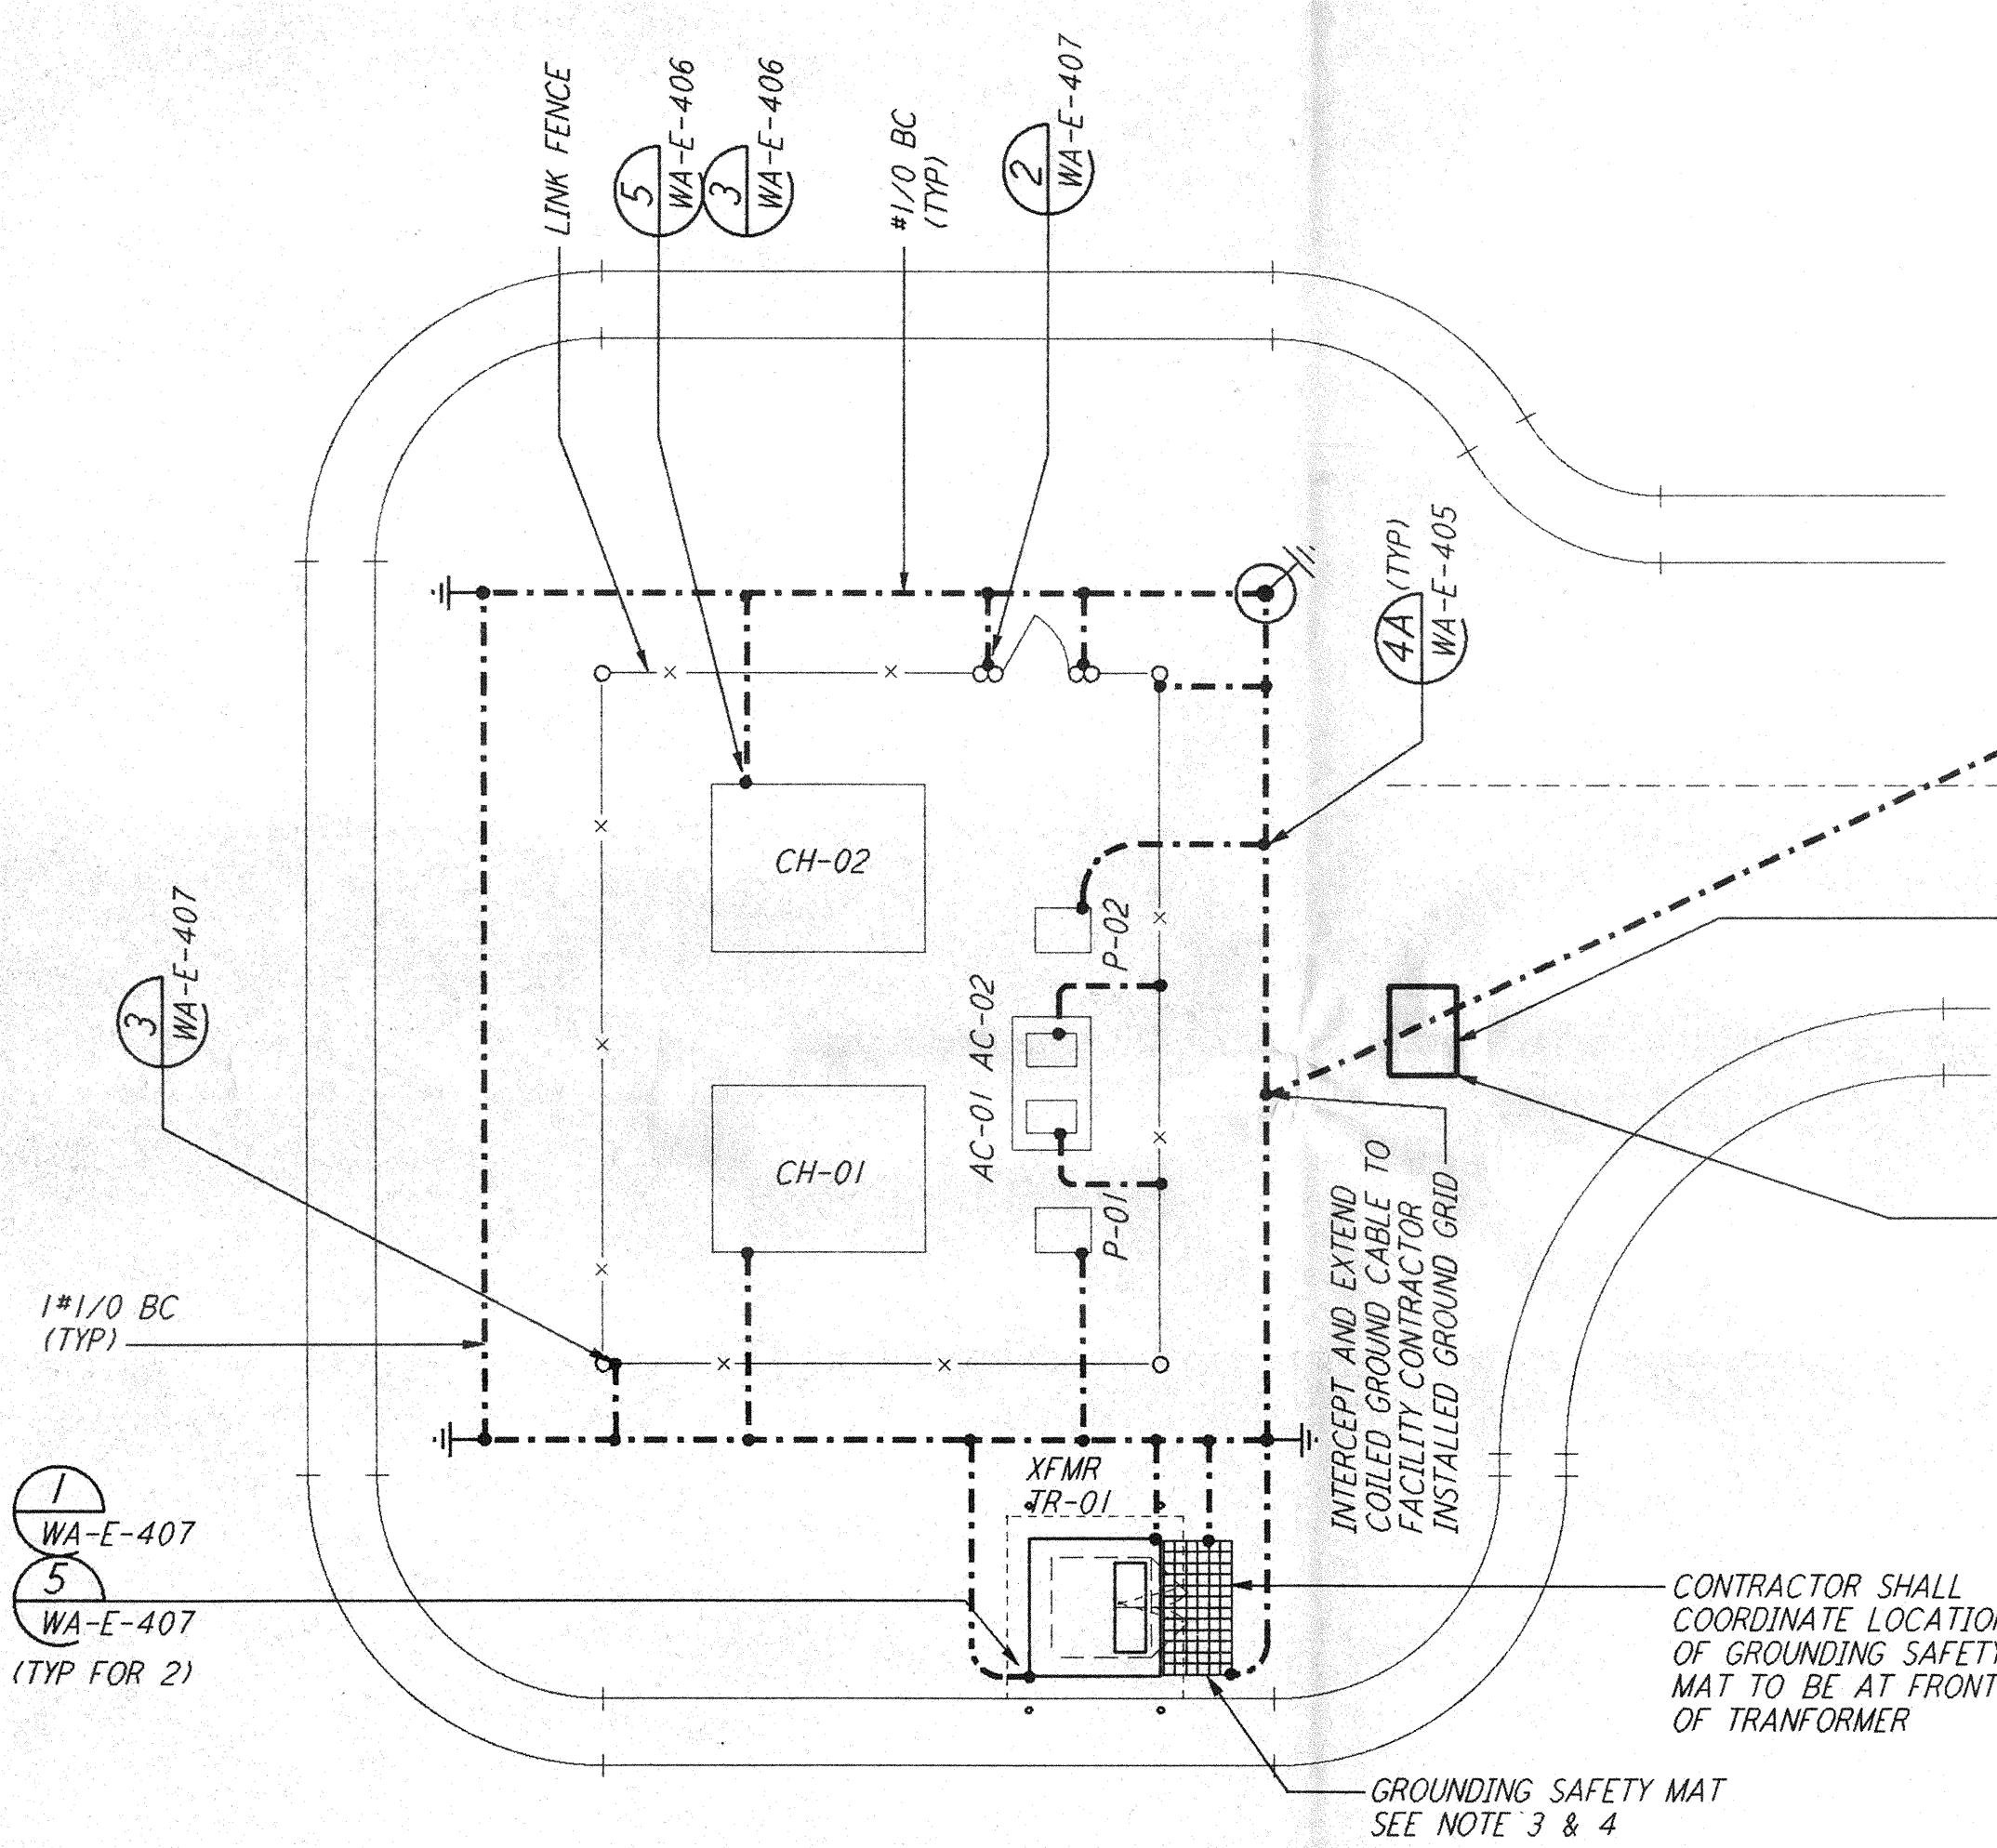 LINK FENCE
5
WA-E-406
3
WA-E-406
#1/0 BC
(TYP)
2
WA-E-407
4A (TYP)
WA-E-405
3
WA-E-407
CH-02
P-02
AC-01 AC-02
CH-01
P-01
1#1/0 BC
(TYP)
INTERCEPT AND EXTEND
COILED GROUND CABLE TO
FACILITY CONTRACTOR
INSTALLED GROUND GRID
XFMR
TR-01
1
WA-E-407
5
WA-E-407
(TYP FOR 2)
CONTRACTOR SHALL
COORDINATE LOCATION
OF GROUNDING SAFETY
MAT TO BE AT FRONT
OF TRANFORMER
GROUNDING SAFETY MAT
SEE NOTE 3 & 4